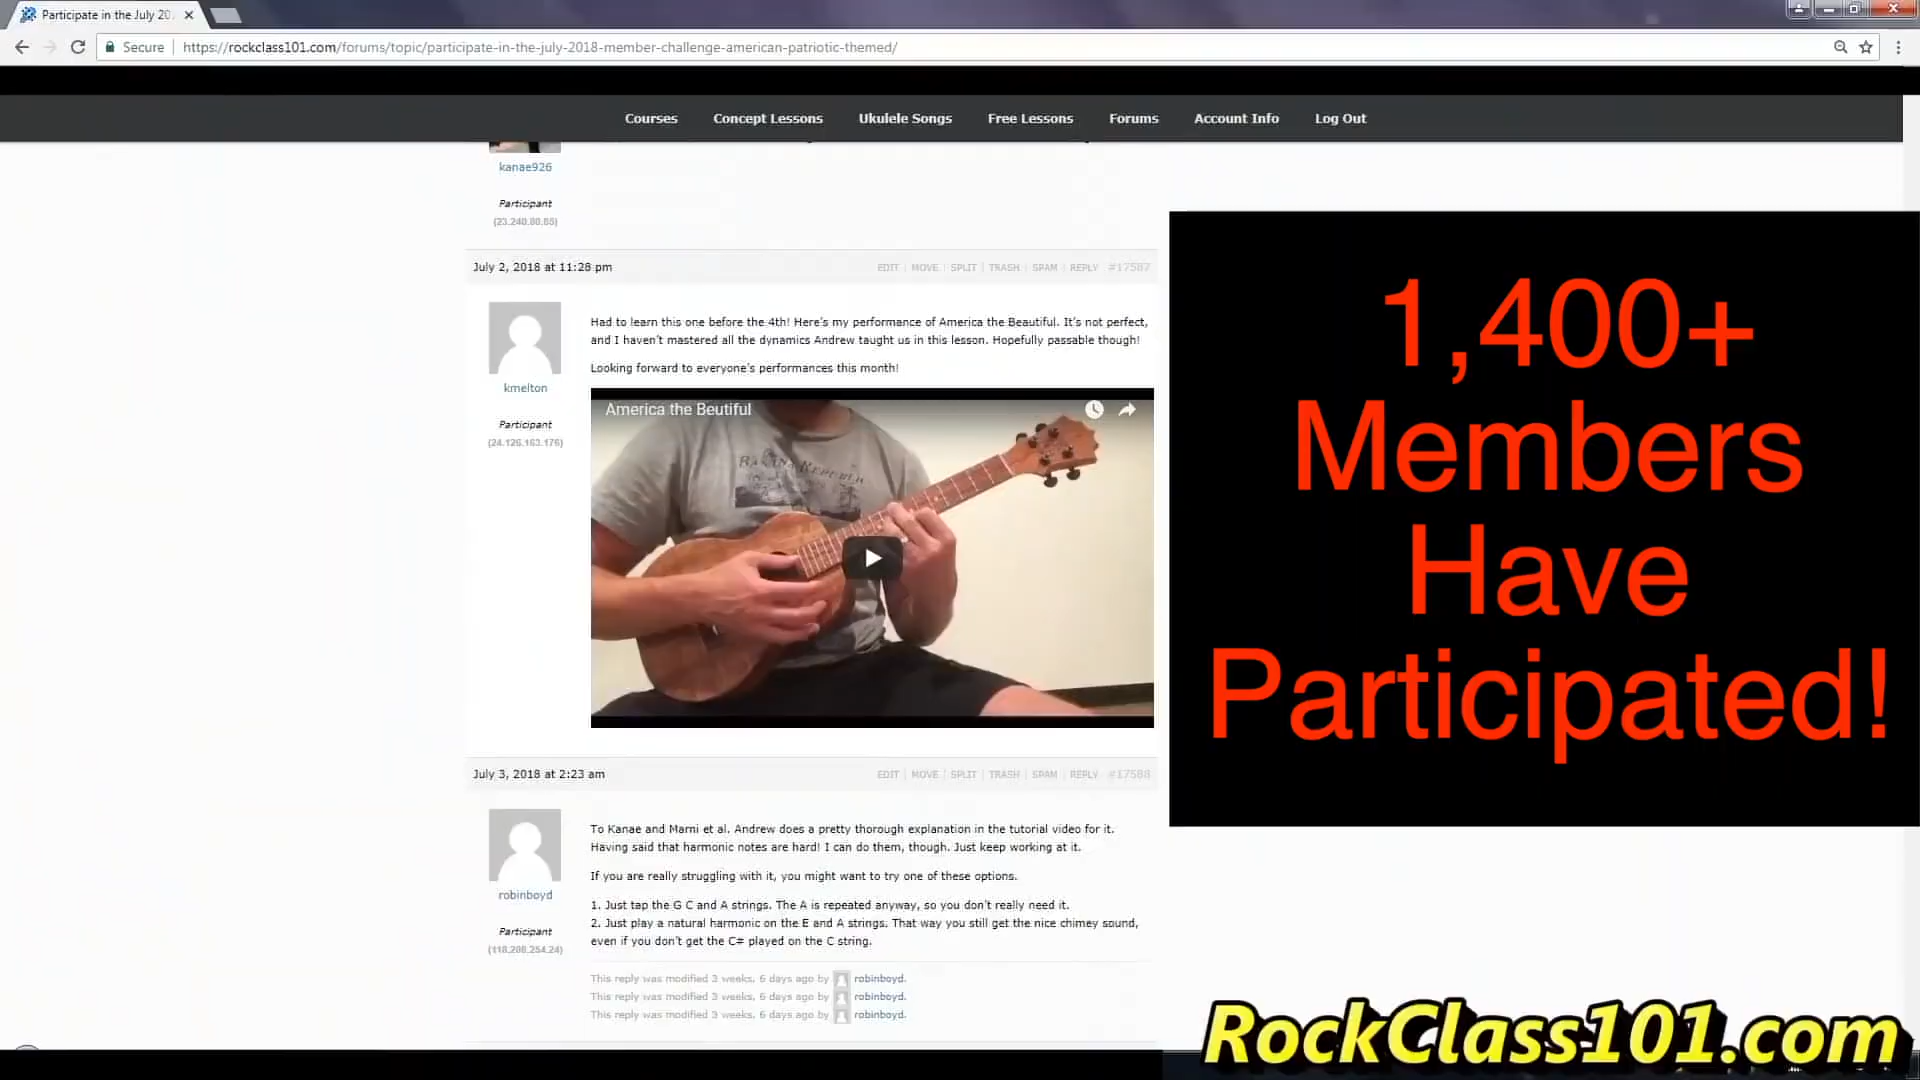 Participate in the July 20
Secure
https://rockclass101.com/forums/topic/participate-in-the-july-2018-member-challenge-american-patriotic-themed/
Courses Concept Lessons Ukulele Songs Free Lessons Forums Account Info Log Out
kanae926
Participant
(23.240.80.65)
July 2, 2018 at 11:28 pm
EDIT | MOVE | SPLIT | TRASH | SPAM | REPLY #17587
kmelton
Participant
(24.126.163.176)
Had to learn this one before the 4th! Here's my performance of America the Beautiful. It's not perfect,
and I haven't mastered all the dynamics Andrew taught us in this lesson. Hopefully passable though!
Looking forward to everyone's performances this month!
America the Beutiful
BANANA REPUBLIC
July 3, 2018 at 2:23 am
EDIT | MOVE | SPLIT | TRASH | SPAM | REPLY #17588
robinboyd
Participant
(118.208.254.24)
To Kanae and Marni et al. Andrew does a pretty thorough explanation in the tutorial video for it.
Having said that harmonic notes are hard! I can do them, though. Just keep working at it.
If you are really struggling with it, you might want to try one of these options.
1. Just tap the G C and A strings. The A is repeated anyway, so you don't really need it.
2. Just play a natural harmonic on the E and A strings. That way you still get the nice chimey sound,
even if you don't get the C# played on the C string.
This reply was modified 3 weeks, 6 days ago by robinboyd.
This reply was modified 3 weeks, 6 days ago by robinboyd.
This reply was modified 3 weeks, 6 days ago by robinboyd.
1,400+
Members
Have
Participated!
RockClass101.com